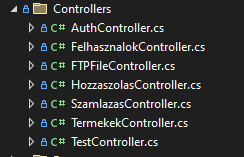 Controllers
C# AuthController.cs
C# FelhasznalokController.cs
C# FTPFileController.cs
C# HozzaszolasController.cs
C# SzamlazasController.cs
C# TermekekController.cs
C# TestController.cs